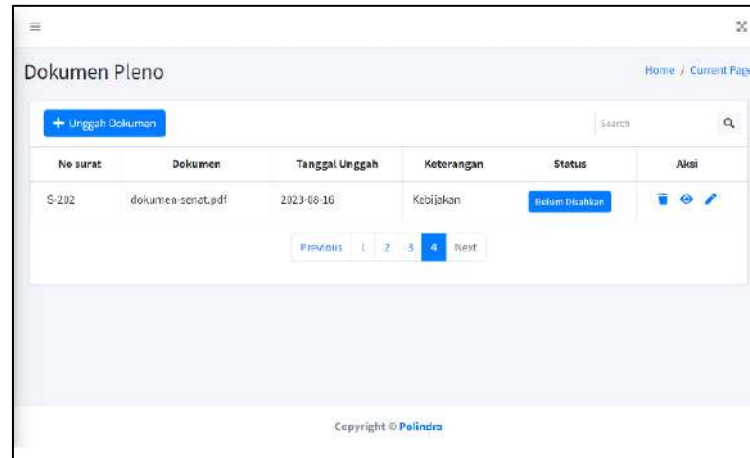 Dokumen Pleno
Home / Current Page
+ Unggah Dokumen
Search
No surat Dokumen Tanggal Unggah Keterangan Status Aksi
S-202 dokumen-senat.pdf 2023-08-16 Kebijakan Belum Disahkan
Previous 1 2 3 4 Next
Copyright © Polindra